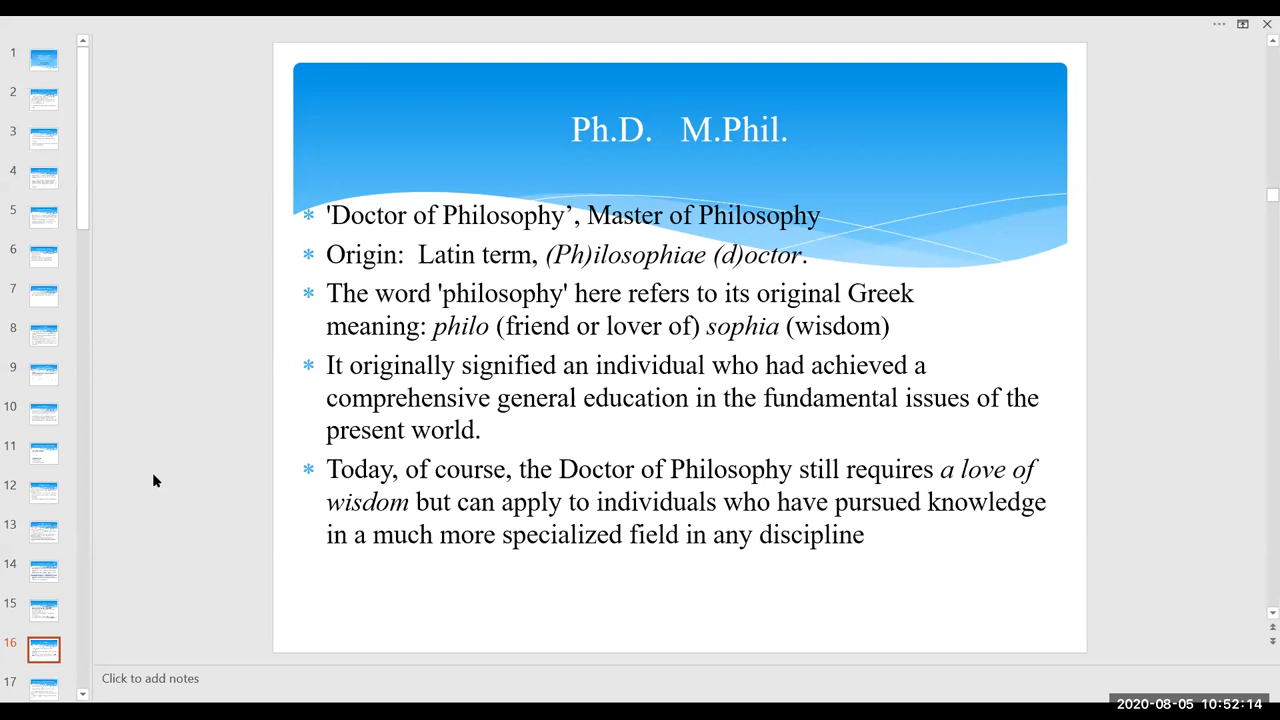 Ph.D. M.Phil.
'Doctor of Philosophy’, Master of Philosophy
Origin: Latin term, (Ph)ilosophiae (d)octor.
The word 'philosophy' here refers to its original Greek
meaning: philo (friend or lover of) sophia (wisdom)
It originally signified an individual who had achieved a
comprehensive general education in the fundamental issues of the
present world.
Today, of course, the Doctor of Philosophy still requires a love of
wisdom but can apply to individuals who have pursued knowledge
in a much more specialized field in any discipline
1
2
3
4
5
6
7
8
9
10
11
12
13
14
15
16
17
Click to add notes
2020-08-05 10:52:14